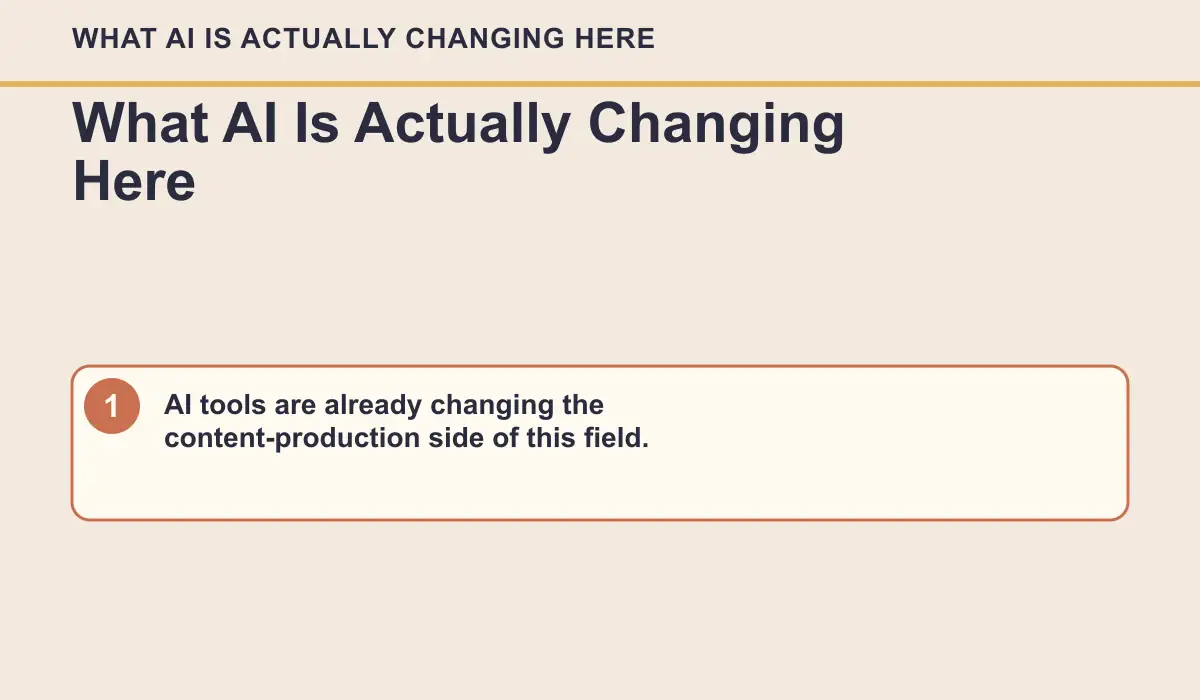 WHAT AI IS ACTUALLY CHANGING HERE
What AI Is Actually Changing
Here
1
AI tools are already changing the
content-production side of this field.